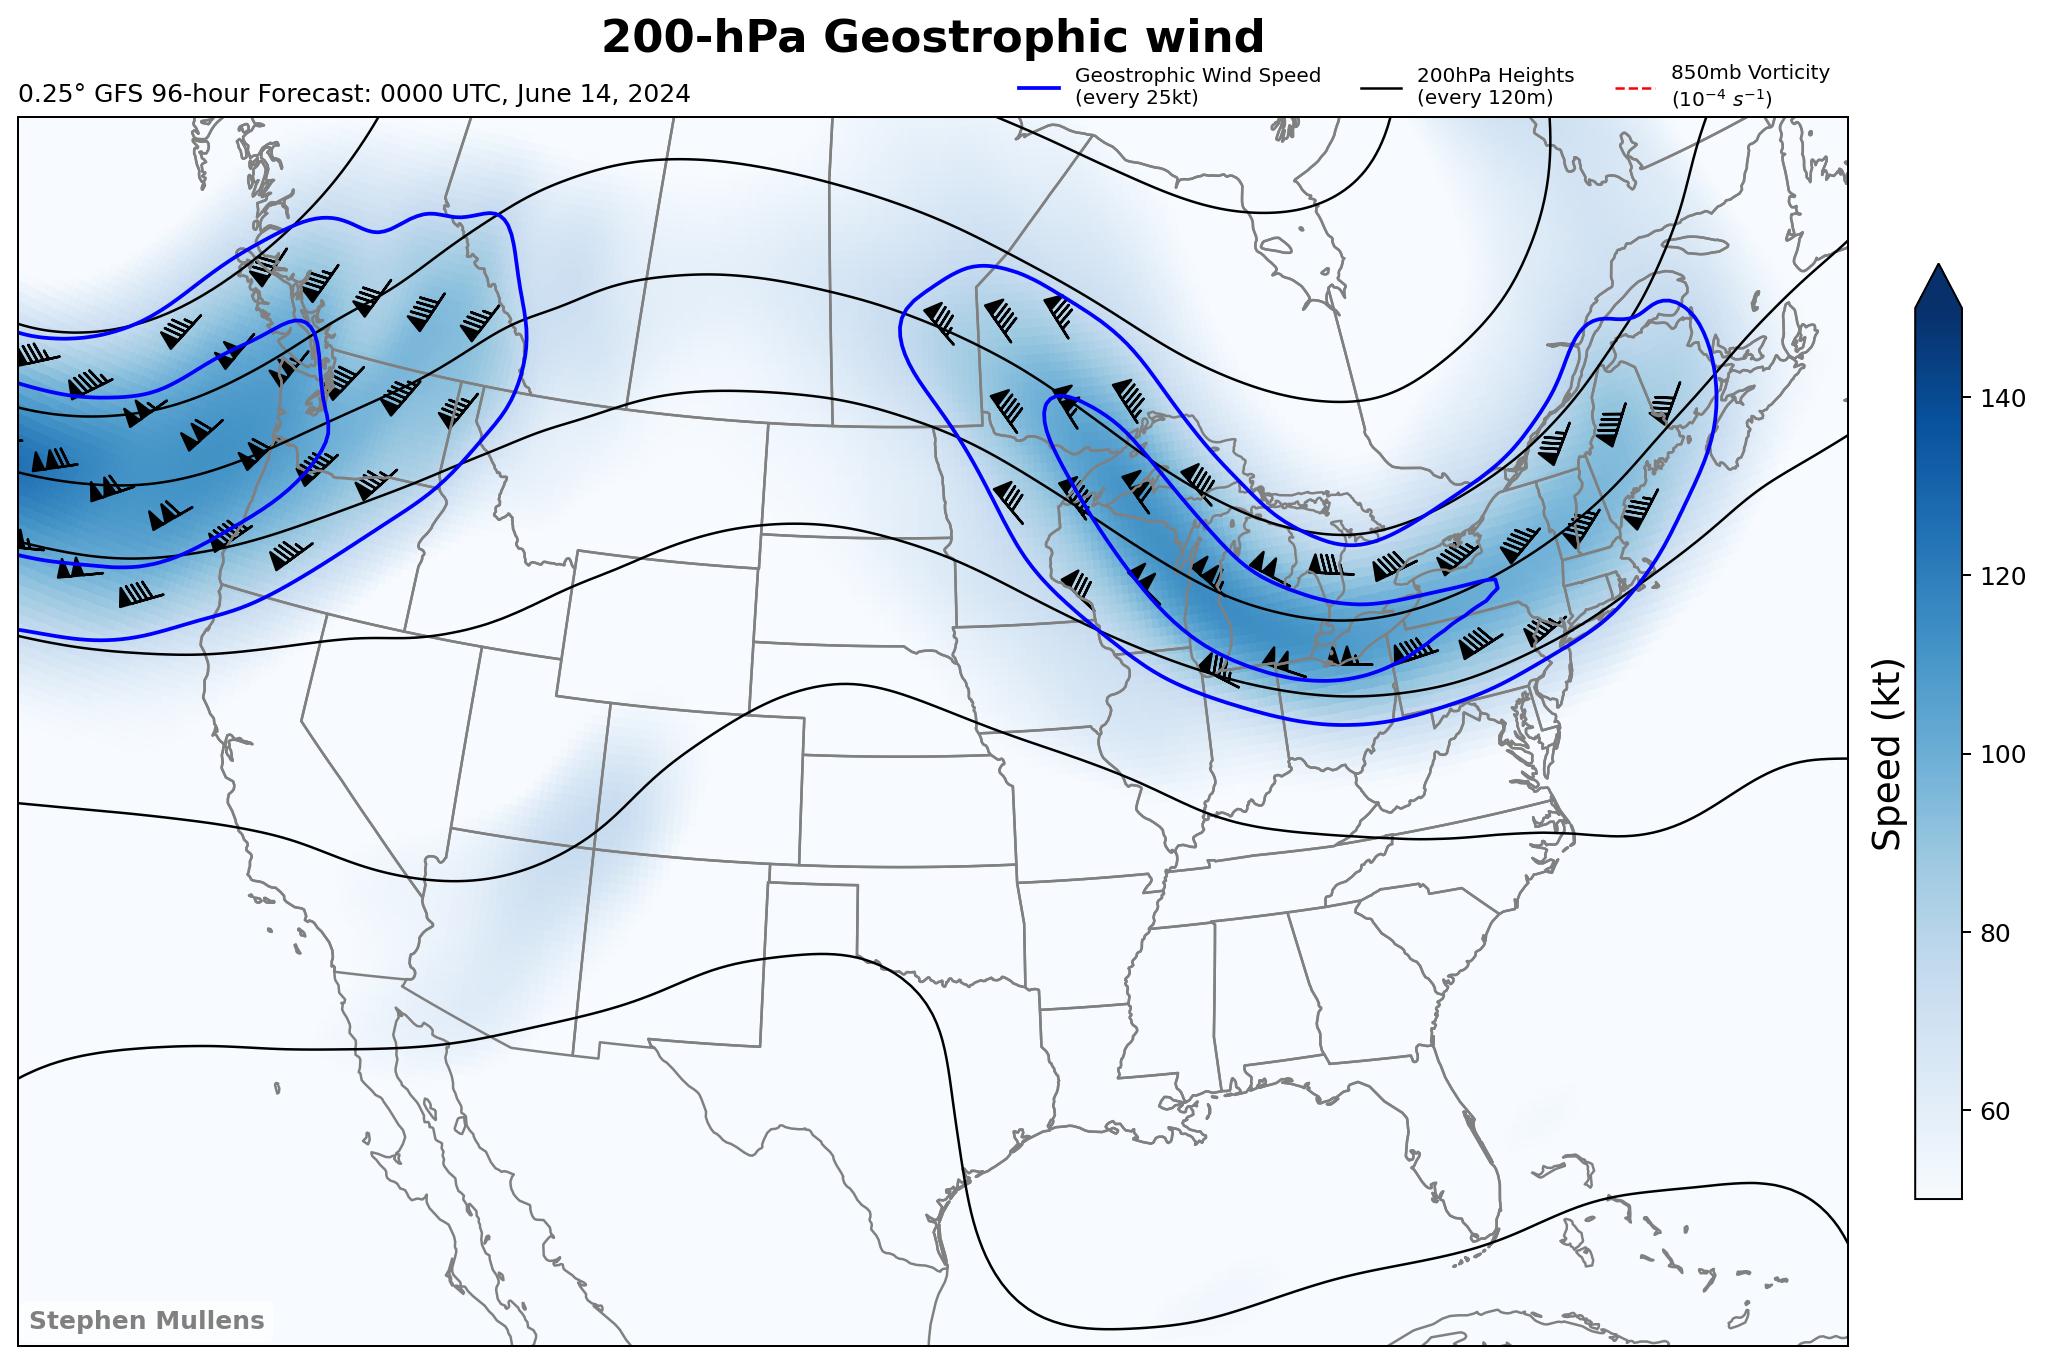 200-hPa Geostrophic wind
0.25° GFS 96-hour Forecast: 0000 UTC, June 14, 2024
Geostrophic Wind Speed
(every 25kt)
200hPa Heights
(every 120m)
850mb Vorticity
(10⁻⁴ s⁻¹)
140
120
100
80
60
Speed (kt)
Stephen Mullens